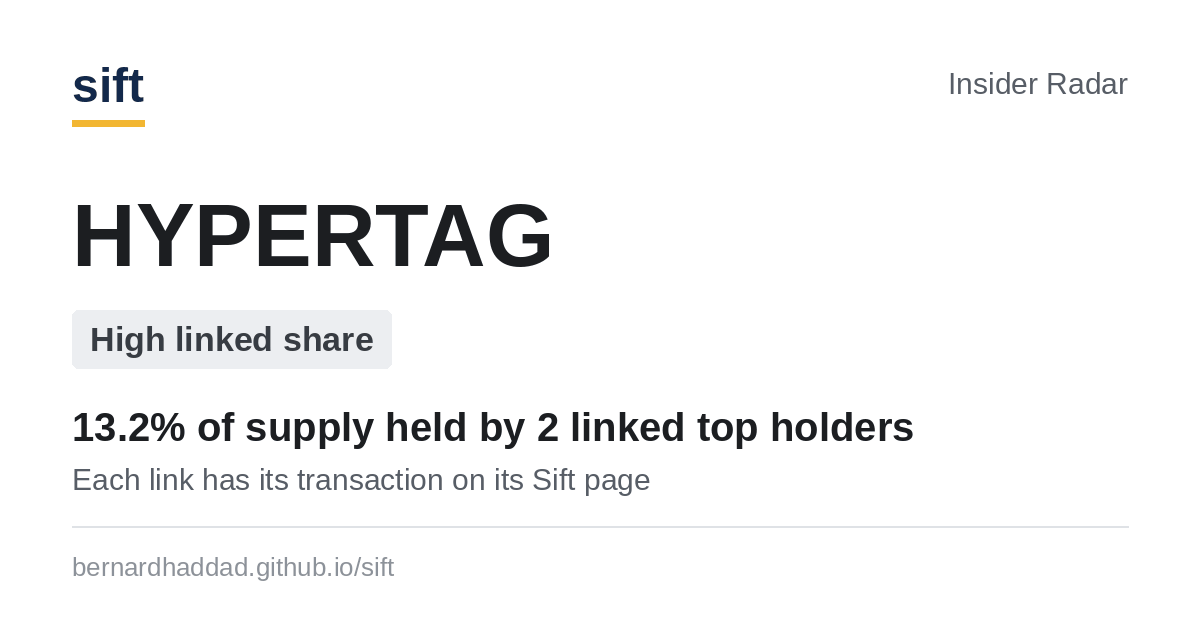 sift
Insider Radar
HYPERTAG
High linked share
13.2% of supply held by 2 linked top holders
Each link has its transaction on its Sift page
bernardhaddad.github.io/sift